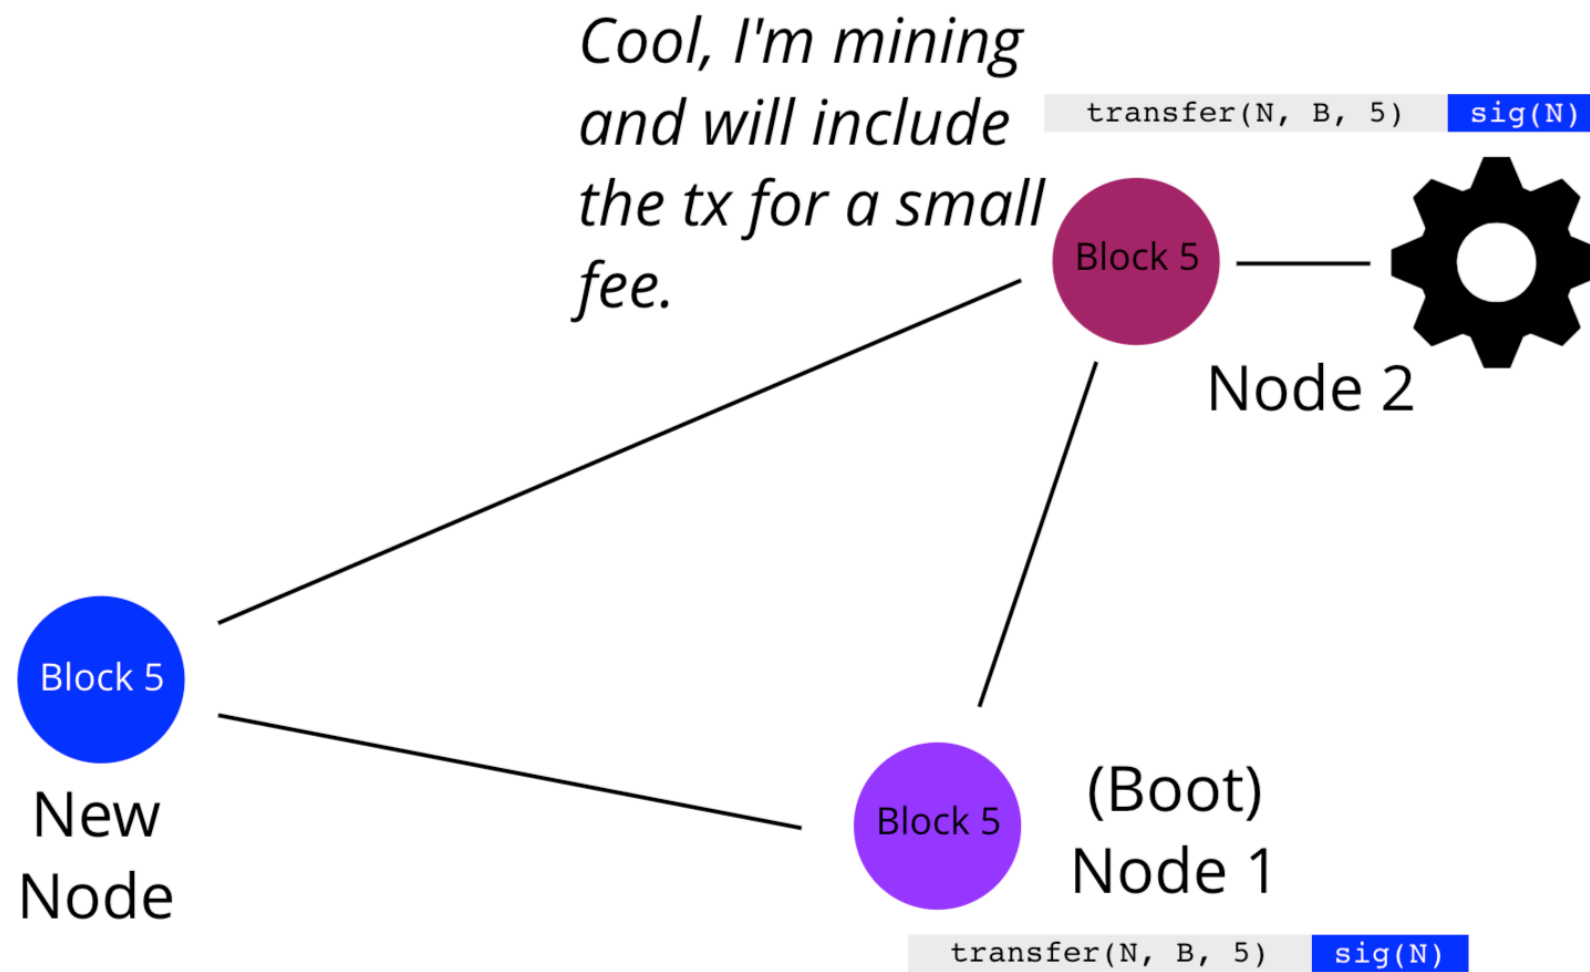 Cool, I'm mining
and will include
the tx for a small
fee.
transfer(N, B, 5) sig(N)
Block 5
Node 2
Block 5
New
Node
Block 5
(Boot)
Node 1
transfer(N, B, 5) sig(N)